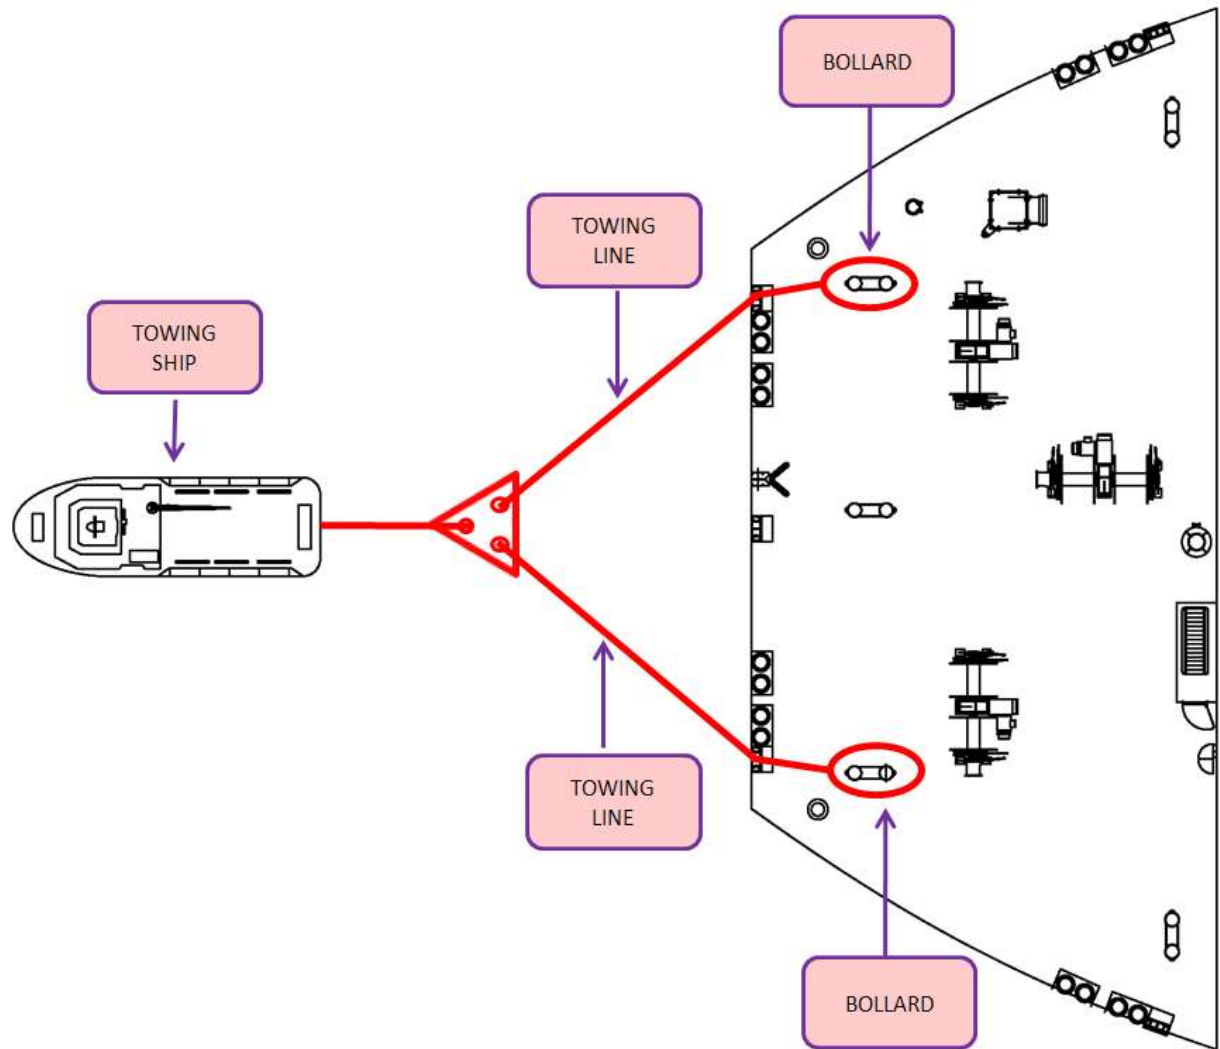 BOLLARD
TOWING
LINE
TOWING
SHIP
TOWING
LINE
BOLLARD